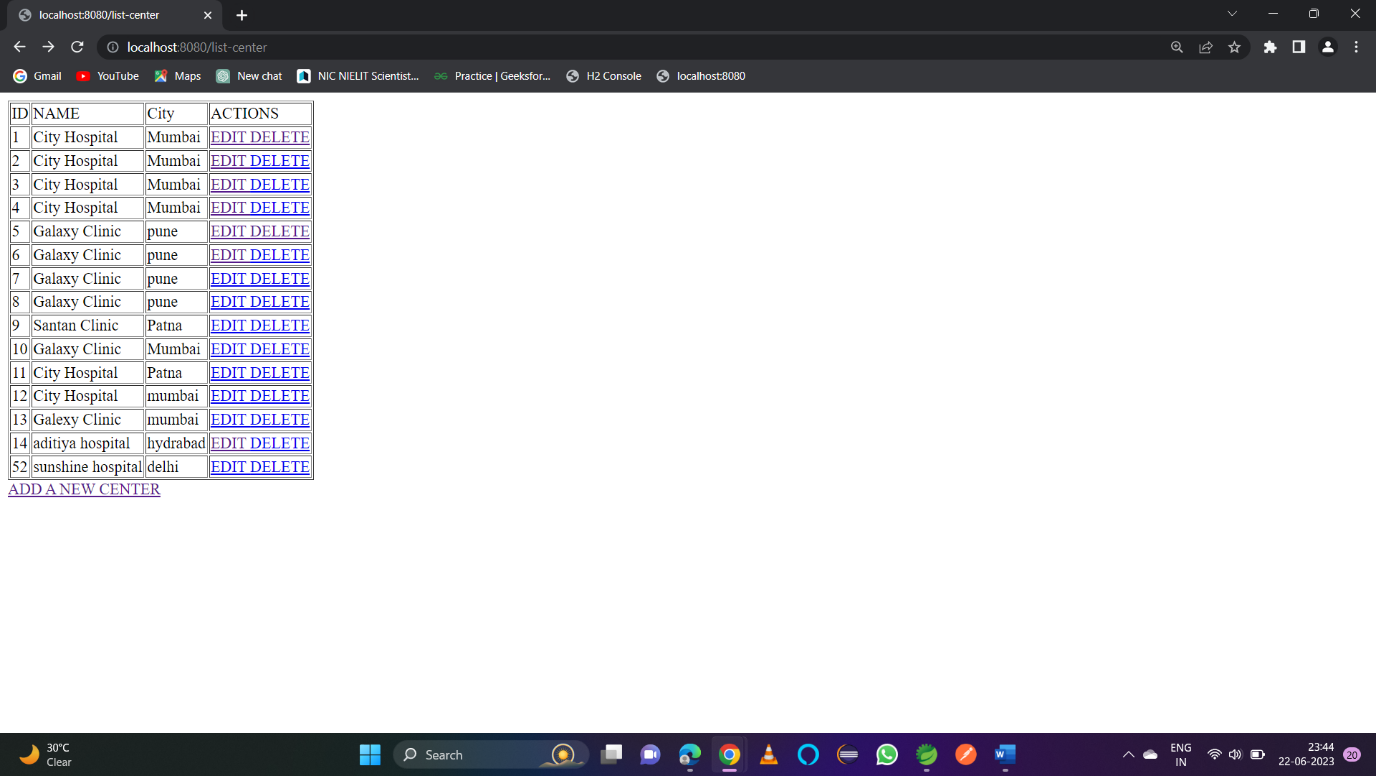 localhost:8080/list-center
localhost:8080/list-center
Gmail YouTube Maps New chat NIC NIELIT Scientist... Practice | Geeksfor... H2 Console localhost:8080
ID NAME City ACTIONS
1 City Hospital Mumbai EDIT DELETE
2 City Hospital Mumbai EDIT DELETE
3 City Hospital Mumbai EDIT DELETE
4 City Hospital Mumbai EDIT DELETE
5 Galaxy Clinic pune EDIT DELETE
6 Galaxy Clinic pune EDIT DELETE
7 Galaxy Clinic pune EDIT DELETE
8 Galaxy Clinic pune EDIT DELETE
9 Santan Clinic Patna EDIT DELETE
10 Galaxy Clinic Mumbai EDIT DELETE
11 City Hospital Patna EDIT DELETE
12 City Hospital mumbai EDIT DELETE
13 Galexy Clinic mumbai EDIT DELETE
14 aditiya hospital hydrabad EDIT DELETE
52 sunshine hospital delhi EDIT DELETE
ADD A NEW CENTER
30°C
Clear
Search
ENG
IN
23:44
22-06-2023
20